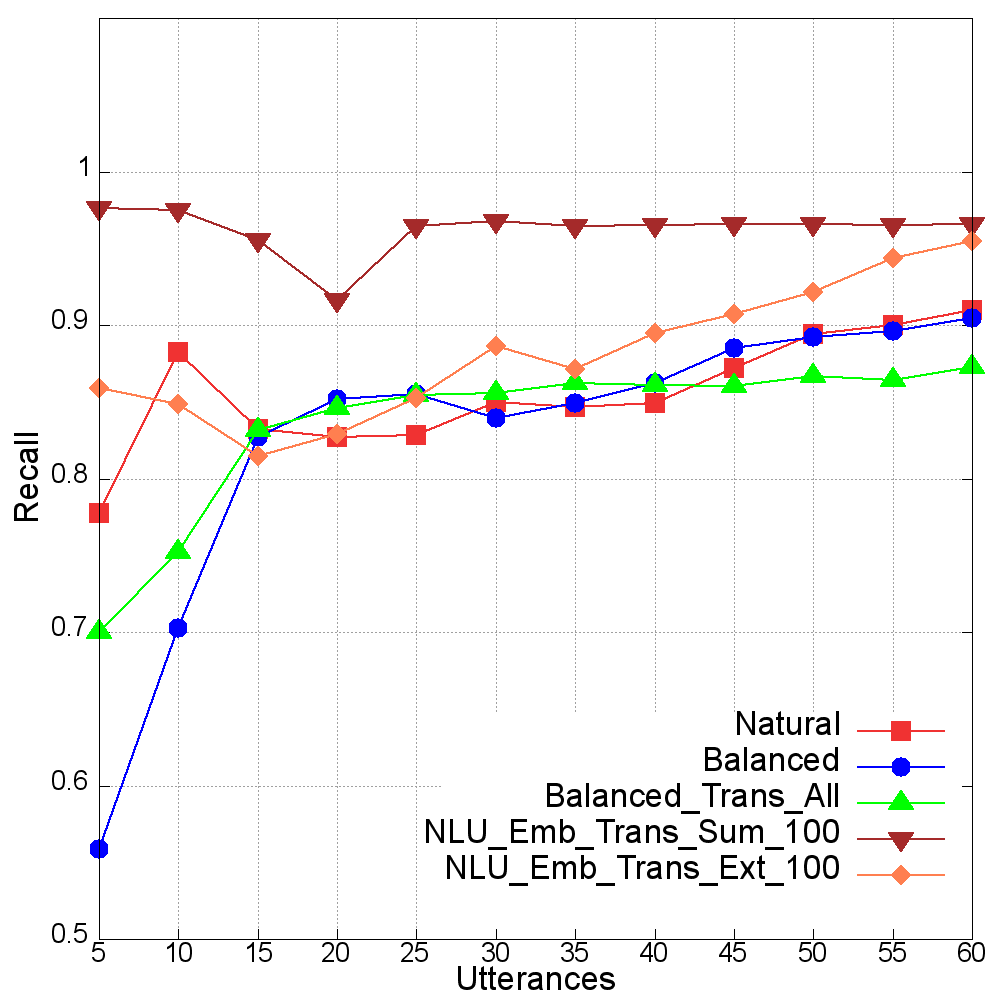 1
0.9
0.8
0.7
0.6
0.5
Recall
5 10 15 20 25 30 35 40 45 50 55 60
Utterances
Natural
Balanced
Balanced_Trans_All
NLU_Emb_Trans_Sum_100
NLU_Emb_Trans_Ext_100